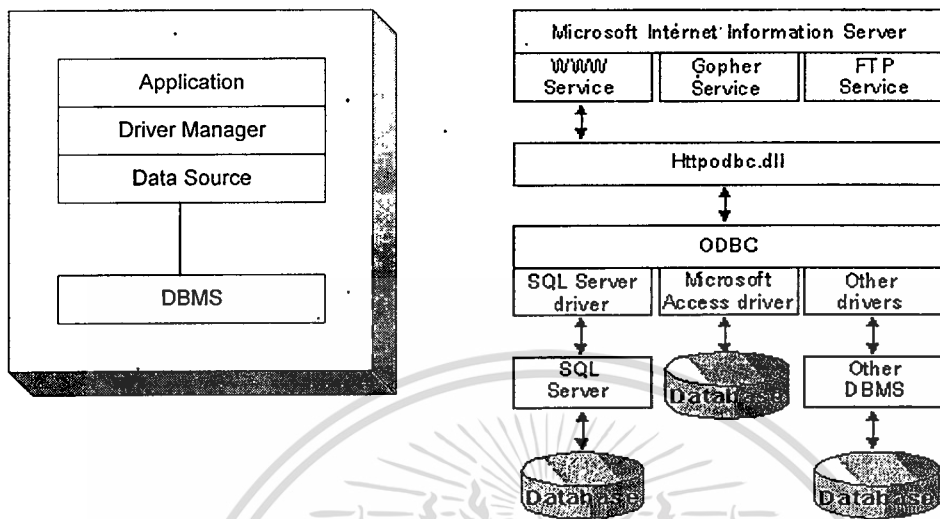 Application
Driver Manager
Data Source
DBMS
Microsoft Internet Information Server
WWW Service
Gopher Service
FTP Service
Httpodbc.dll
ODBC
SQL Server driver
Microsoft Access driver
Other drivers
SQL Server
Database
Other DBMS
Database
Database